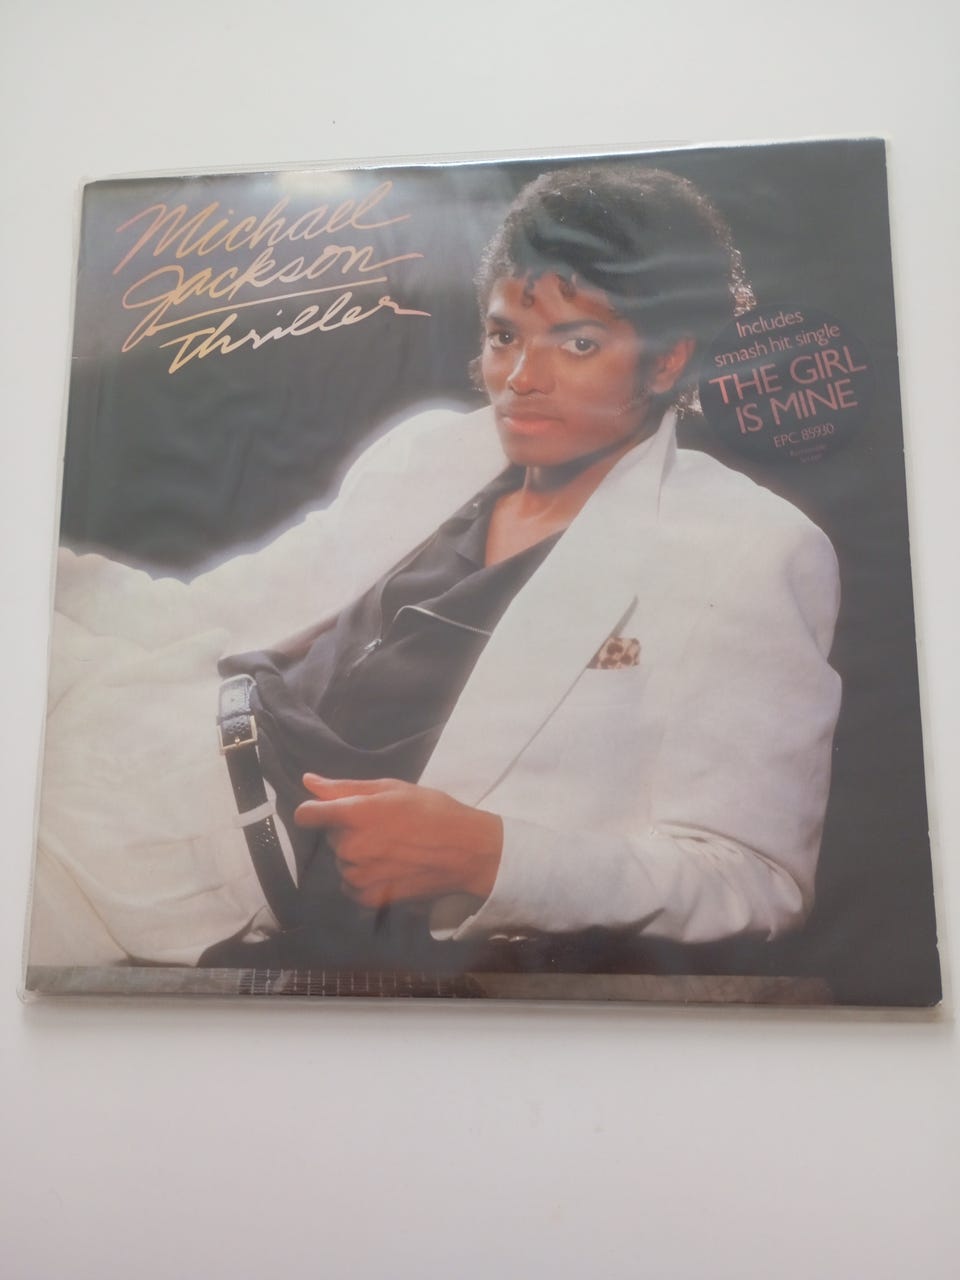 Michael
Jackson
Thriller
Includes
smash hit single
THE GIRL
IS MINE
EPC 85930